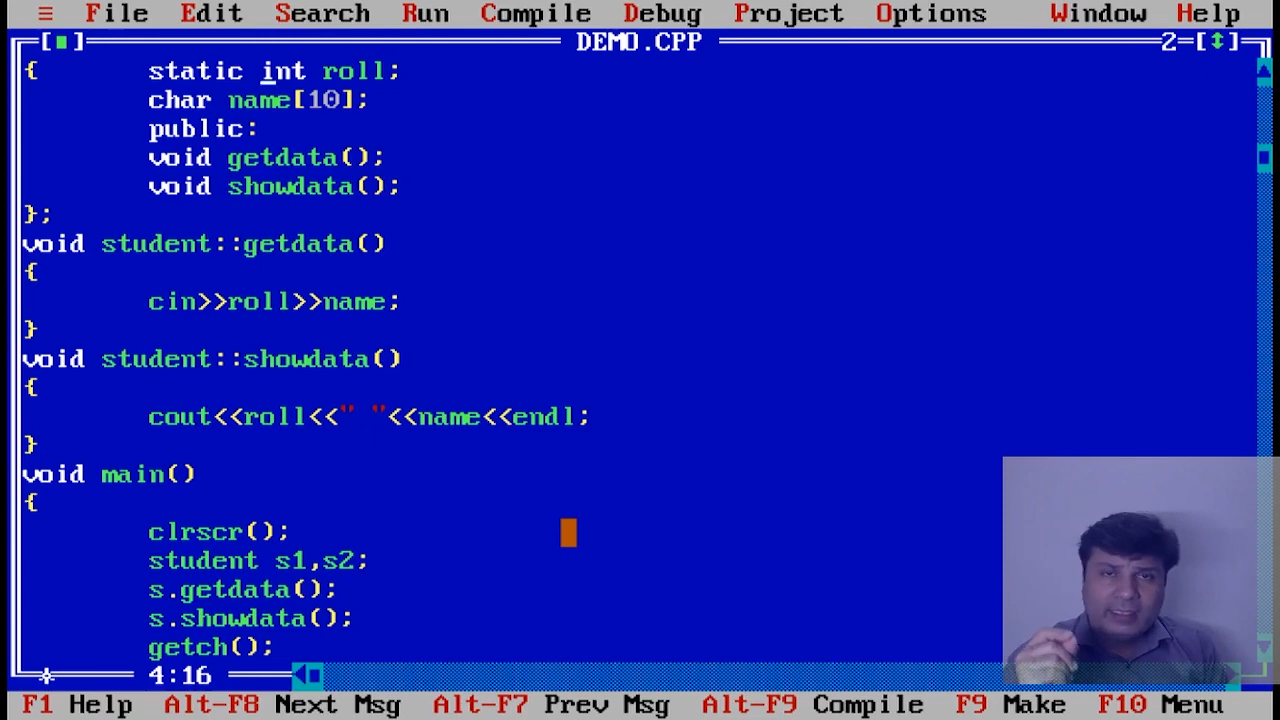 ≡ File Edit Search Run Compile Debug Project Options Window Help
[■] DEMO.CPP 2=[↕]
{ static int roll;
char name[10];
public:
void getdata();
void showdata();
};
void student::getdata()
{
cin>>roll>>name;
}
void student::showdata()
{
cout<<roll<<" "<<name<<endl;
}
void main()
{
clrscr();
student s1,s2;
s.getdata();
s.showdata();
getch();
4:16
F1 Help Alt-F8 Next Msg Alt-F7 Prev Msg Alt-F9 Compile F9 Make F10 Menu